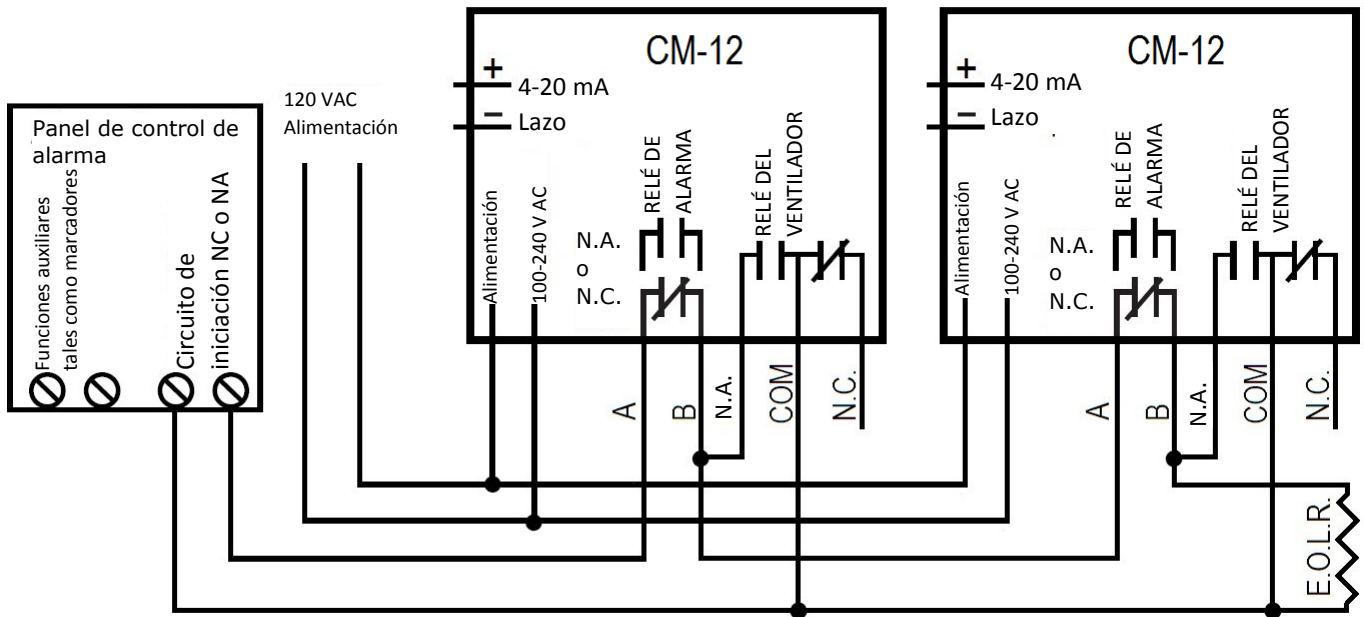 Panel de control de
alarma
Funciones auxiliares
tales como marcadores
Circuito de
iniciación NC o NA
120 VAC
Alimentación
CM-12
+
4-20 mA
–
Lazo
Alimentación
100-240 V AC
N.A.
o
N.C.
RELÉ DE
ALARMA
RELÉ DEL
VENTILADOR
A
B
N.A.
COM
N.C.
CM-12
+
4-20 mA
–
Lazo
Alimentación
100-240 V AC
N.A.
o
N.C.
RELÉ DE
ALARMA
RELÉ DEL
VENTILADOR
A
B
N.A.
COM
N.C.
E.O.L.R.